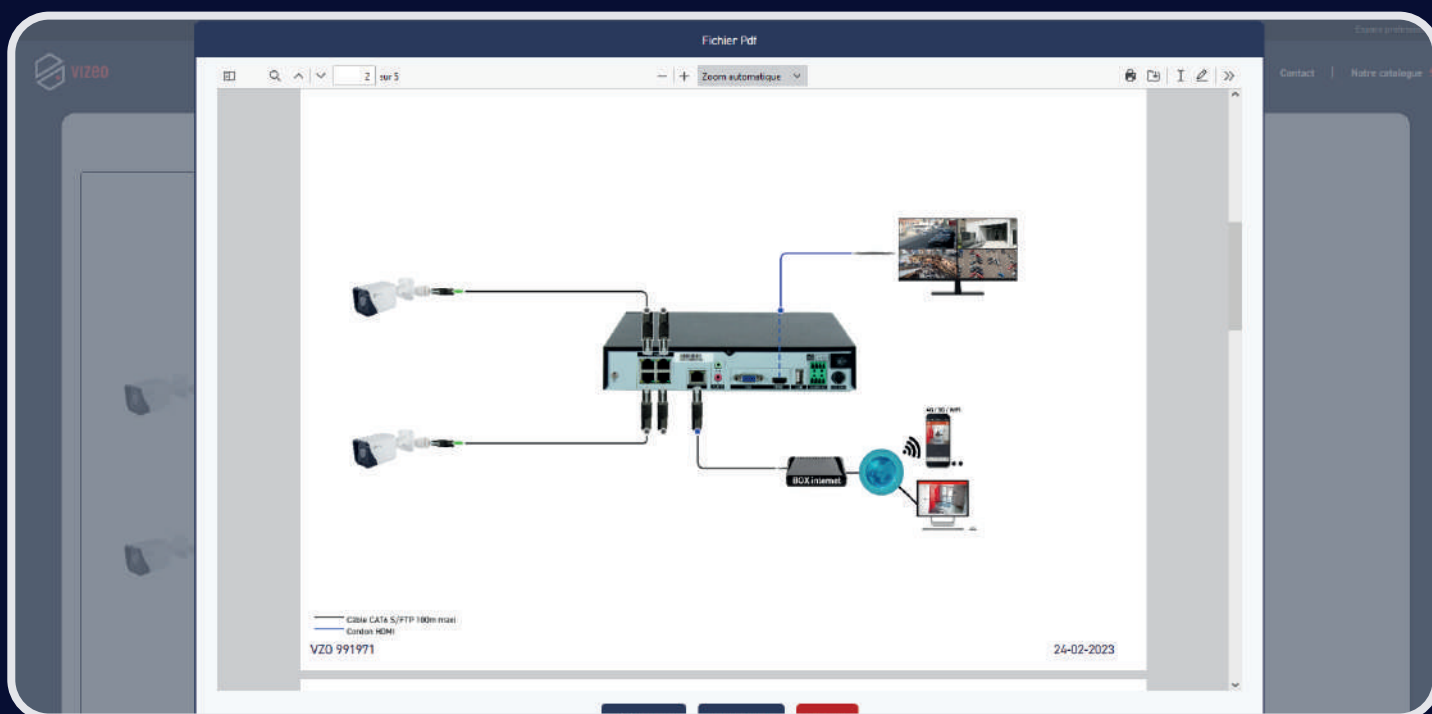 Fichier Pdf
VIZEO
Contact | Notre catalogue
2 sur 5
Zoom automatique
4G / 3G / WIFI
BOX internet
Câble CAT6 S/FTP 100m maxi
Cordon HDMI
VZO 991971
24-02-2023